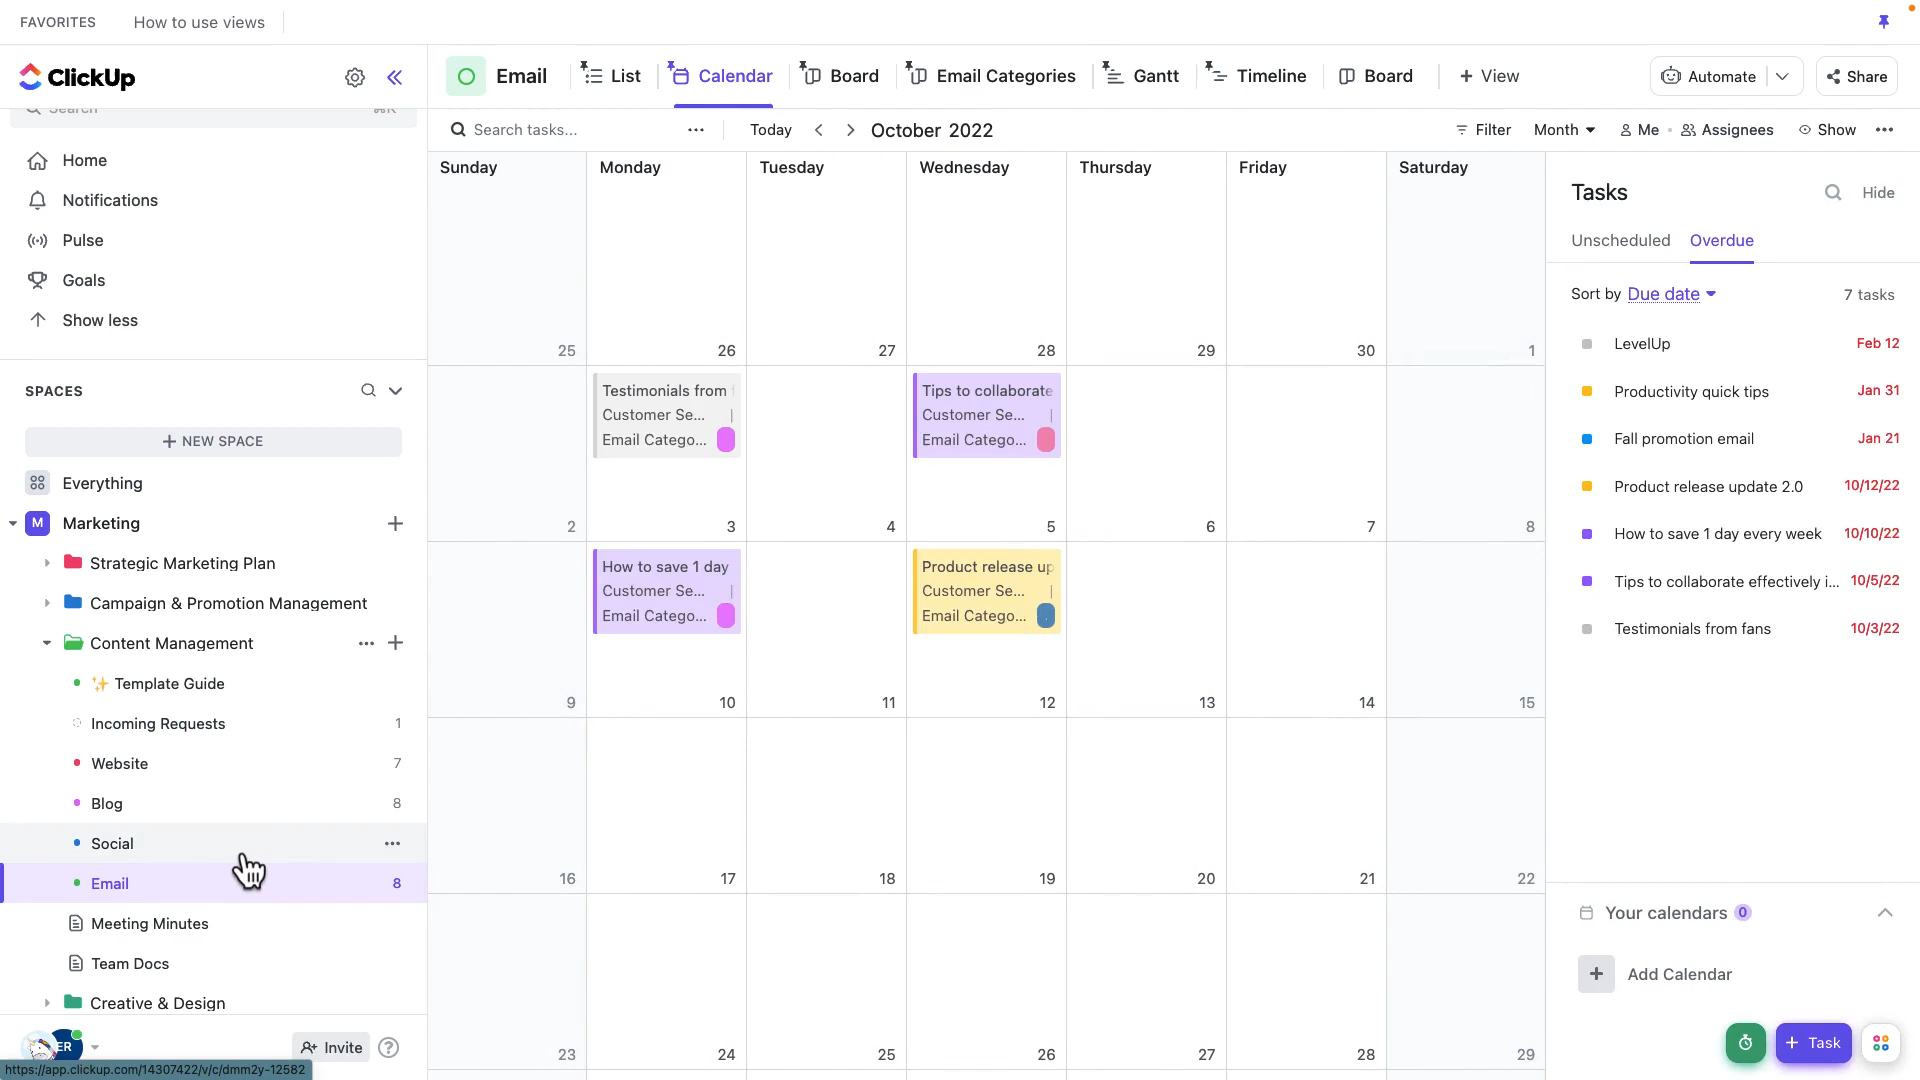 FAVORITES How to use views
ClickUp
Search ⌘K
Home
Notifications
Pulse
Goals
Show less
SPACES
+ NEW SPACE
Everything
M Marketing
Strategic Marketing Plan
Campaign & Promotion Management
Content Management
✨ Template Guide
Incoming Requests 1
Website 7
Blog 8
Social
Email 8
Meeting Minutes
Team Docs
Creative & Design
ER Invite ?
https://app.clickup.com/14307422/v/c/dmm2y-12582
Email List Calendar Board Email Categories Gantt Timeline Board + View Automate Share
Search tasks... Today October 2022 Filter Month Me Assignees Show
Sunday Monday Tuesday Wednesday Thursday Friday Saturday
25 26 27 28 29 30 1
Testimonials from Tips to collaborate
Customer Se... | Customer Se... |
Email Catego... Email Catego...
2 3 4 5 6 7 8
How to save 1 day Product release up
Customer Se... | Customer Se... |
Email Catego... Email Catego...
9 10 11 12 13 14 15
16 17 18 19 20 21 22
23 24 25 26 27 28 29
Tasks Hide
Unscheduled Overdue
Sort by Due date 7 tasks
LevelUp Feb 12
Productivity quick tips Jan 31
Fall promotion email Jan 21
Product release update 2.0 10/12/22
How to save 1 day every week 10/10/22
Tips to collaborate effectively i... 10/5/22
Testimonials from fans 10/3/22
Your calendars 0
+ Add Calendar
+ Task